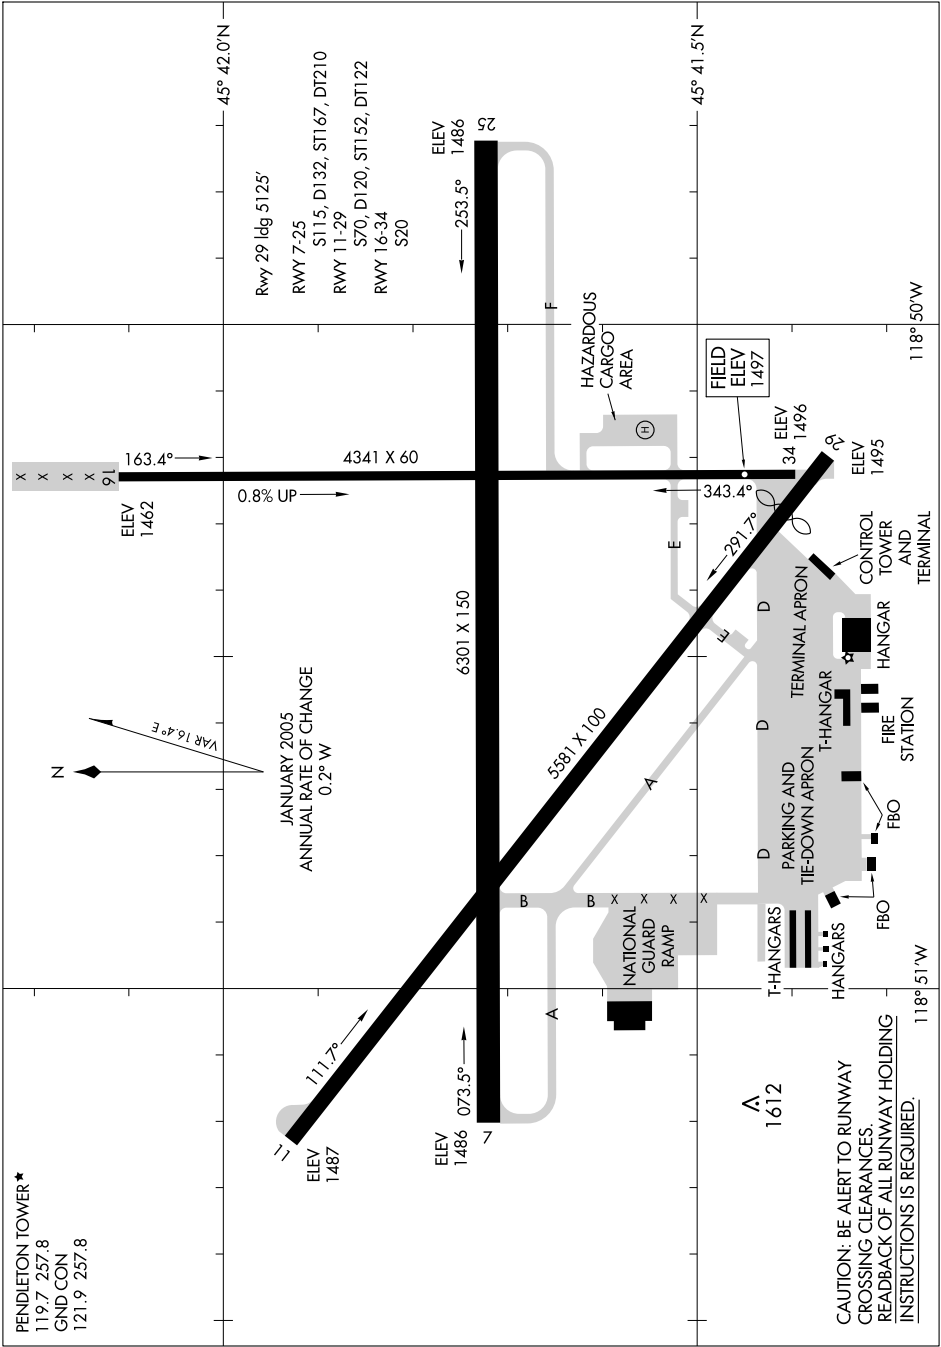 PENDLETON TOWER★
119.7 257.8
GND CON
121.9 257.8
N
VAR 16.4° E
JANUARY 2005
ANNUAL RATE OF CHANGE
0.2° W
X X X X
16
163.4°
ELEV
1462
0.8% UP
4341 X 60
45° 42.0'N
Rwy 29 ldg 5125'
RWY 7-25
S115, D132, ST167, DT210
RWY 11-29
S70, D120, ST152, DT122
RWY 16-34
S20
11
ELEV
1487
111.7°
ELEV
1486
7
073.5°
6301 X 150
253.5°
ELEV
1486
25
5581 X 100
A
A
B
B
X X X X
NATIONAL
GUARD
RAMP
E
E
F
HAZARDOUS
CARGO
AREA
H
291.7°
343.4°
FIELD
ELEV
1497
34
ELEV
1496
29
ELEV
1495
45° 41.5'N
118° 50'W
118° 51'W
D
D
D
TERMINAL APRON
PARKING AND
TIE-DOWN APRON
T-HANGAR
T-HANGARS
HANGARS
FBO
FBO
FIRE
STATION
HANGAR
CONTROL
TOWER
AND
TERMINAL
1612
CAUTION: BE ALERT TO RUNWAY
CROSSING CLEARANCES.
READBACK OF ALL RUNWAY HOLDING
INSTRUCTIONS IS REQUIRED.